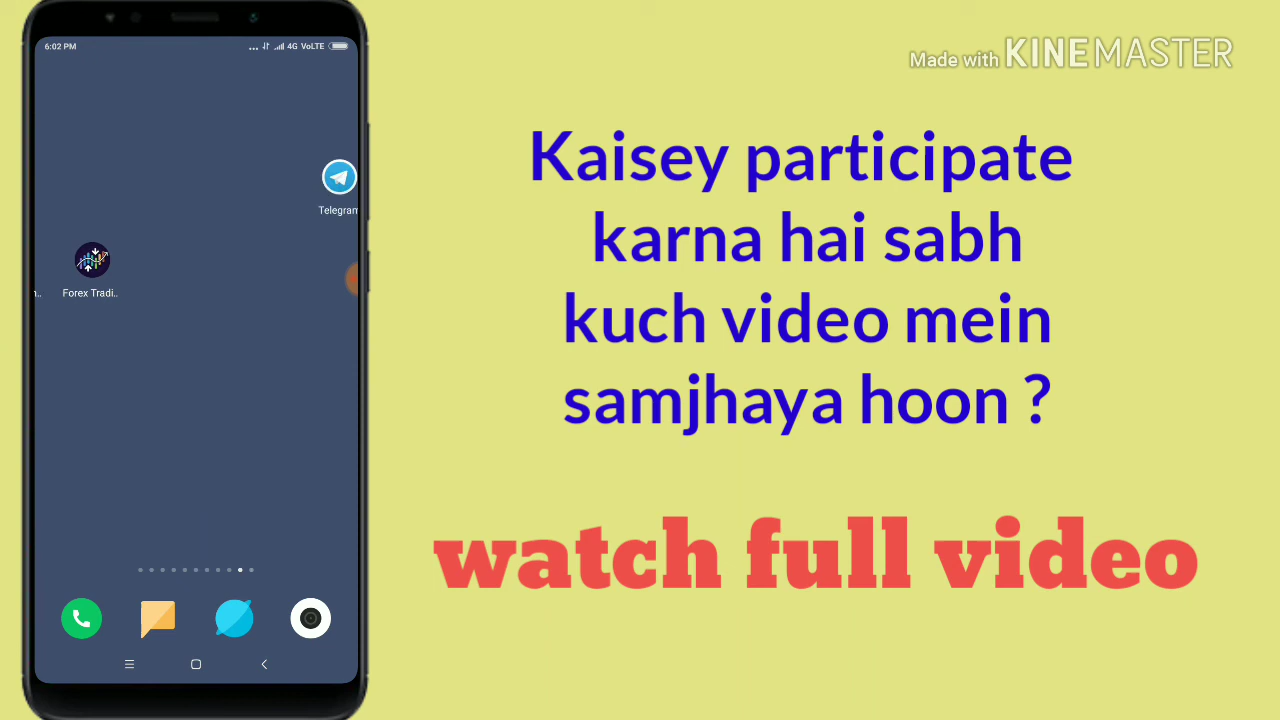 6:02 PM
4G VoLTE
Telegram
Forex Tradi..
Made with KINEMASTER
Kaisey participate
karna hai sabh
kuch video mein
samjhaya hoon ?
watch full video